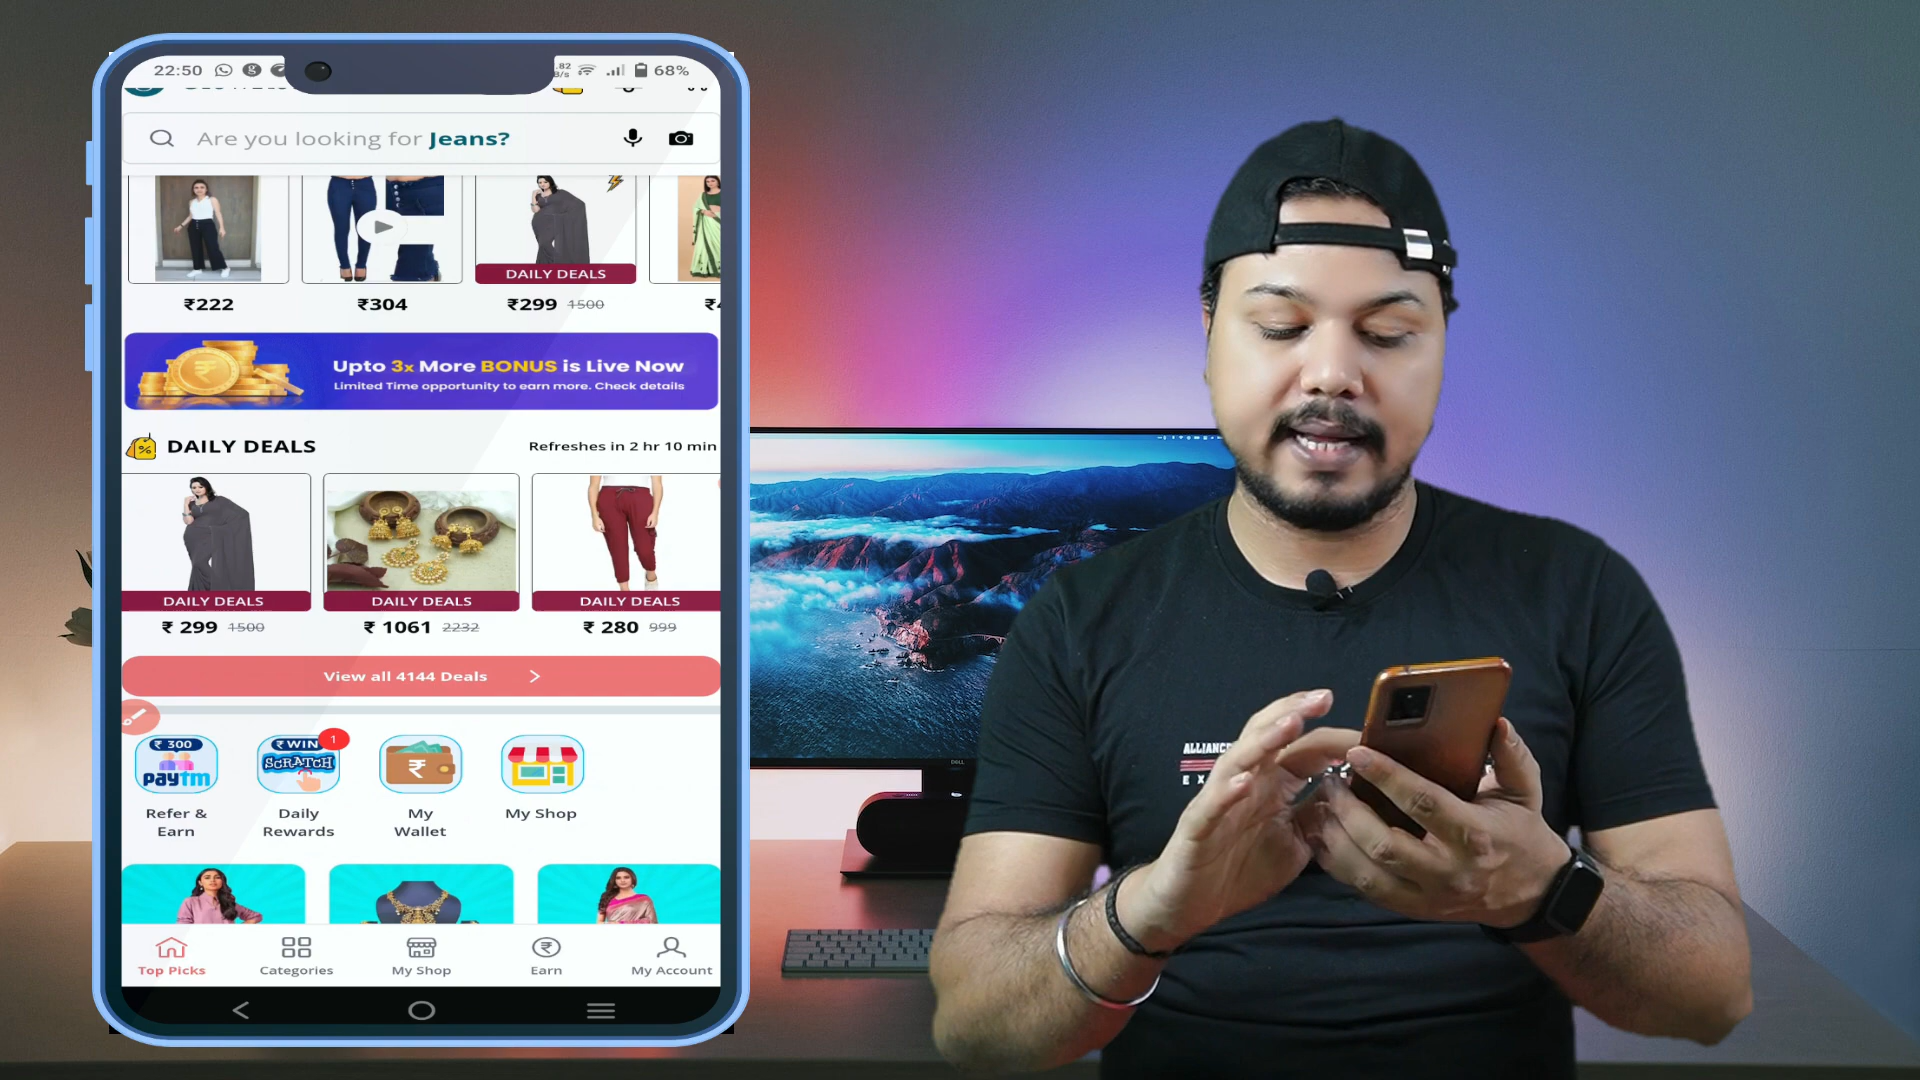 22:50
.82
B/s
68%
Are you looking for Jeans?
DAILY DEALS
₹222
₹304
₹299 1500
Upto 3x More BONUS is Live Now
Limited Time opportunity to earn more. Check details
DAILY DEALS
Refreshes in 2 hr 10 min
DAILY DEALS
DAILY DEALS
DAILY DEALS
₹ 299 1500
₹ 1061 2232
₹ 280 999
View all 4144 Deals
₹ 300
paytm
₹ WIN
SCRATCH
1
Refer &
Earn
Daily
Rewards
My
Wallet
My Shop
Top Picks
Categories
My Shop
Earn
My Account
DELL
ALLIANC
E X